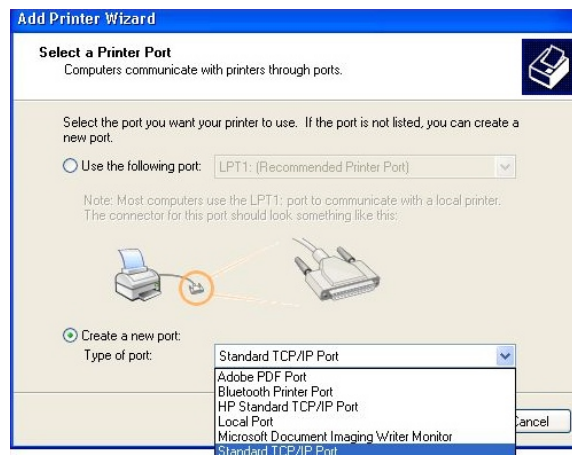 Add Printer Wizard
Select a Printer Port
Computers communicate with printers through ports.
Select the port you want your printer to use. If the port is not listed, you can create a
new port.
Use the following port: LPT1: (Recommended Printer Port)
Note: Most computers use the LPT1: port to communicate with a local printer.
The connector for this port should look something like this:
Create a new port:
Type of port: Standard TCP/IP Port
Adobe PDF Port
Bluetooth Printer Port
HP Standard TCP/IP Port
Local Port
Cancel
Microsoft Document Imaging Writer Monitor
Standard TCP/IP Port